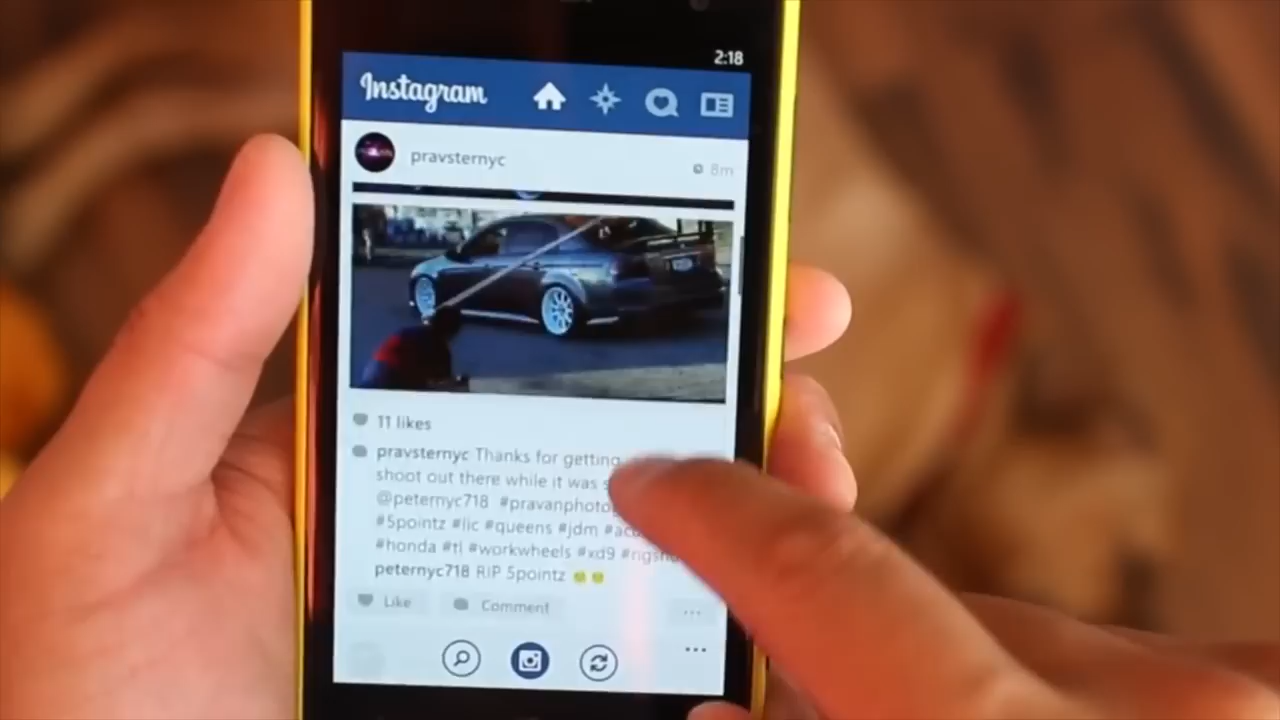 2:18
Instagram
pravsternyc
8m
11 likes
pravsternyc Thanks for getting
shoot out there while it was
@peternyc718 #pravanphoto
#5pointz #lic #queens #jdm
#honda #tl #workwheels #xd9
peternyc718 RIP 5pointz
Like
Comment
...
...